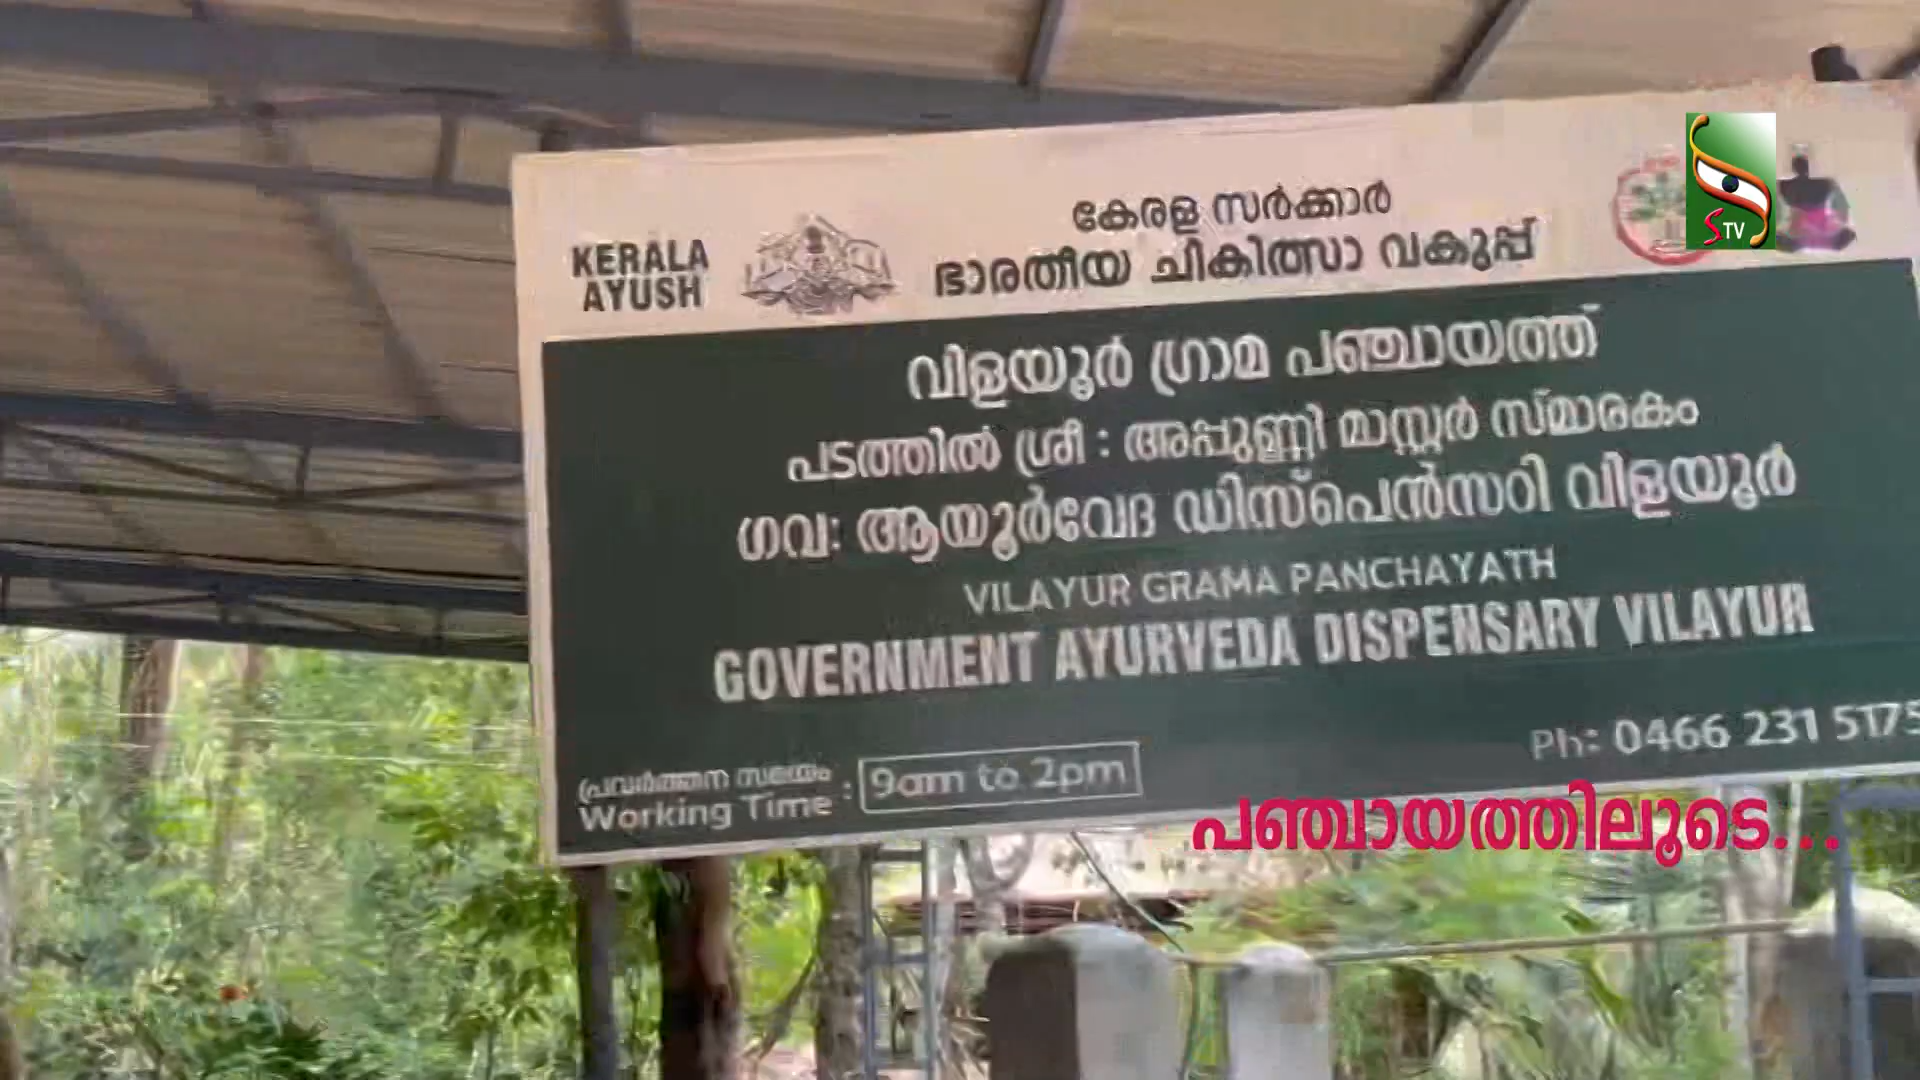 KERALA
AYUSH
കേരള സർക്കാർ
ഭാരതീയ ചികിത്സാ വകുപ്പ്
STV
വിളയൂർ ഗ്രാമ പഞ്ചായത്ത്
പടത്തിൽ ശ്രീ : അപ്പുണ്ണി മാസ്റ്റർ സ്മാരകം
ഗവ: ആയൂർവേദ ഡിസ്പെൻസറി വിളയൂർ
VILAYUR GRAMA PANCHAYATH
GOVERNMENT AYURVEDA DISPENSARY VILAYUR
Ph: 0466 231 5175
പ്രവർത്തന സമയം
Working Time : 9am to 2pm
പഞ്ചായത്തിലൂടെ...